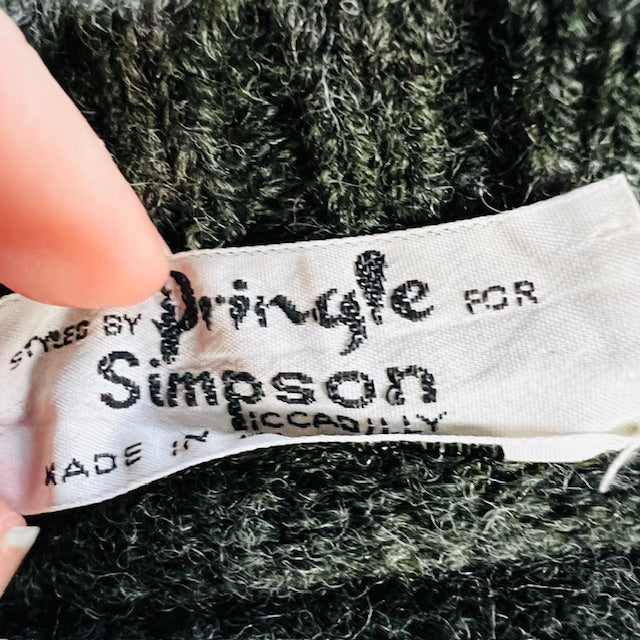 STYLED BY Pringle FOR
Simpson
PICCADILLY
MADE IN